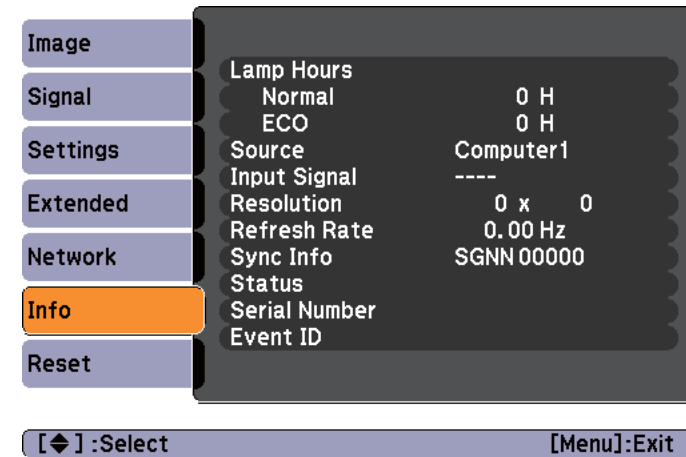 Image
Signal
Settings
Extended
Network
Info
Reset
Lamp Hours
Normal 0 H
ECO 0 H
Source Computer1
Input Signal ----
Resolution 0 x 0
Refresh Rate 0.00 Hz
Sync Info SGNN 00000
Status
Serial Number
Event ID
[◆] :Select [Menu]:Exit